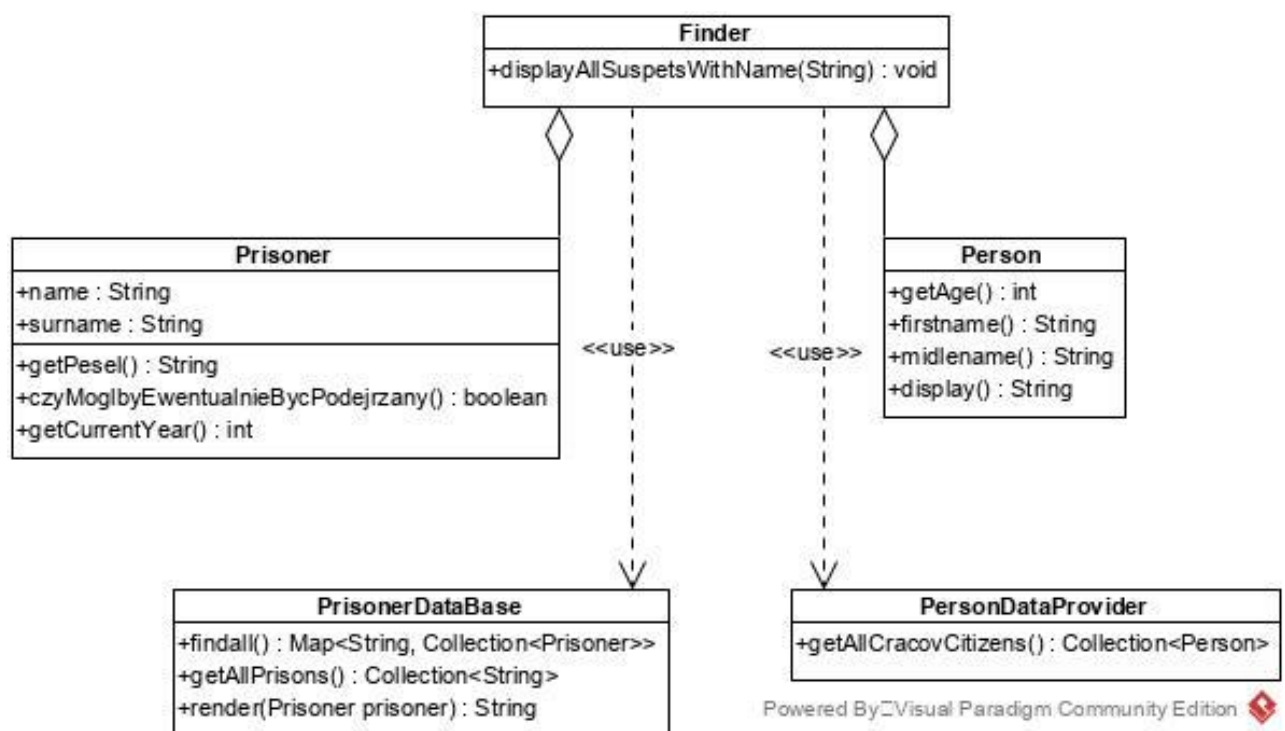 Finder
+displayAllSuspetsWithName(String) : void
Prisoner
+name : String
+surname : String
+getPesel() : String
+czyMoglbyEwentualnieBycPodejrzany() : boolean
+getCurrentYear() : int
<<use>>
<<use>>
Person
+getAge() : int
+firstname() : String
+midlename() : String
+display() : String
PrisonerDataBase
+findall() : Map<String, Collection<Prisoner>>
+getAllPrisons() : Collection<String>
+render(Prisoner prisoner) : String
PersonDataProvider
+getAllCracovCitizens() : Collection<Person>
Powered By□Visual Paradigm Community Edition